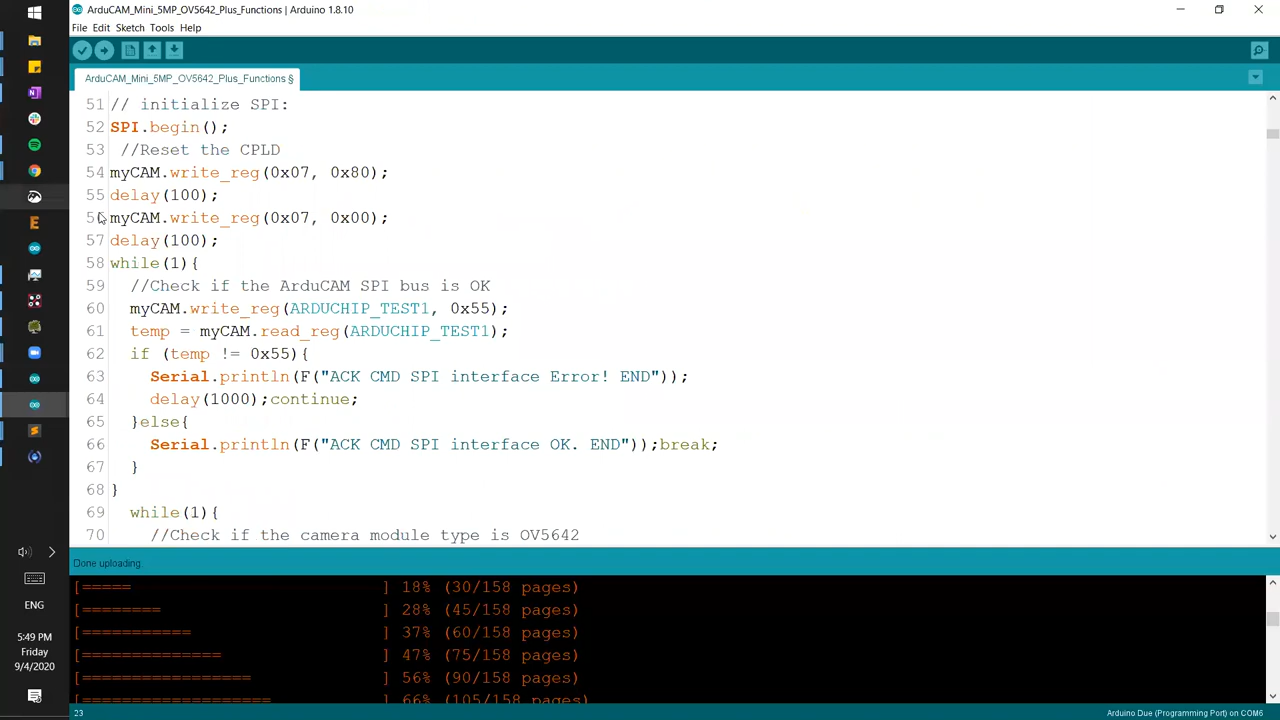 ArduCAM_Mini_5MP_OV5642_Plus_Functions | Arduino 1.8.10
File Edit Sketch Tools Help
ArduCAM_Mini_5MP_OV5642_Plus_Functions §
51 // initialize SPI:
52 SPI.begin();
53 //Reset the CPLD
54 myCAM.write_reg(0x07, 0x80);
55 delay(100);
56 myCAM.write_reg(0x07, 0x00);
57 delay(100);
58 while(1){
59 //Check if the ArduCAM SPI bus is OK
60 myCAM.write_reg(ARDUCHIP_TEST1, 0x55);
61 temp = myCAM.read_reg(ARDUCHIP_TEST1);
62 if (temp != 0x55){
63 Serial.println(F("ACK CMD SPI interface Error! END"));
64 delay(1000);continue;
65 }else{
66 Serial.println(F("ACK CMD SPI interface OK. END"));break;
67 }
68 }
69 while(1){
70 //Check if the camera module type is OV5642
Done uploading.
[===== ] 18% (30/158 pages)
[======== ] 28% (45/158 pages)
[=========== ] 37% (60/158 pages)
[============== ] 47% (75/158 pages)
[================= ] 56% (90/158 pages)
[=================== ] 66% (105/158 pages)
23
Arduino Due (Programming Port) on COM6
ENG
5:49 PM
Friday
9/4/2020